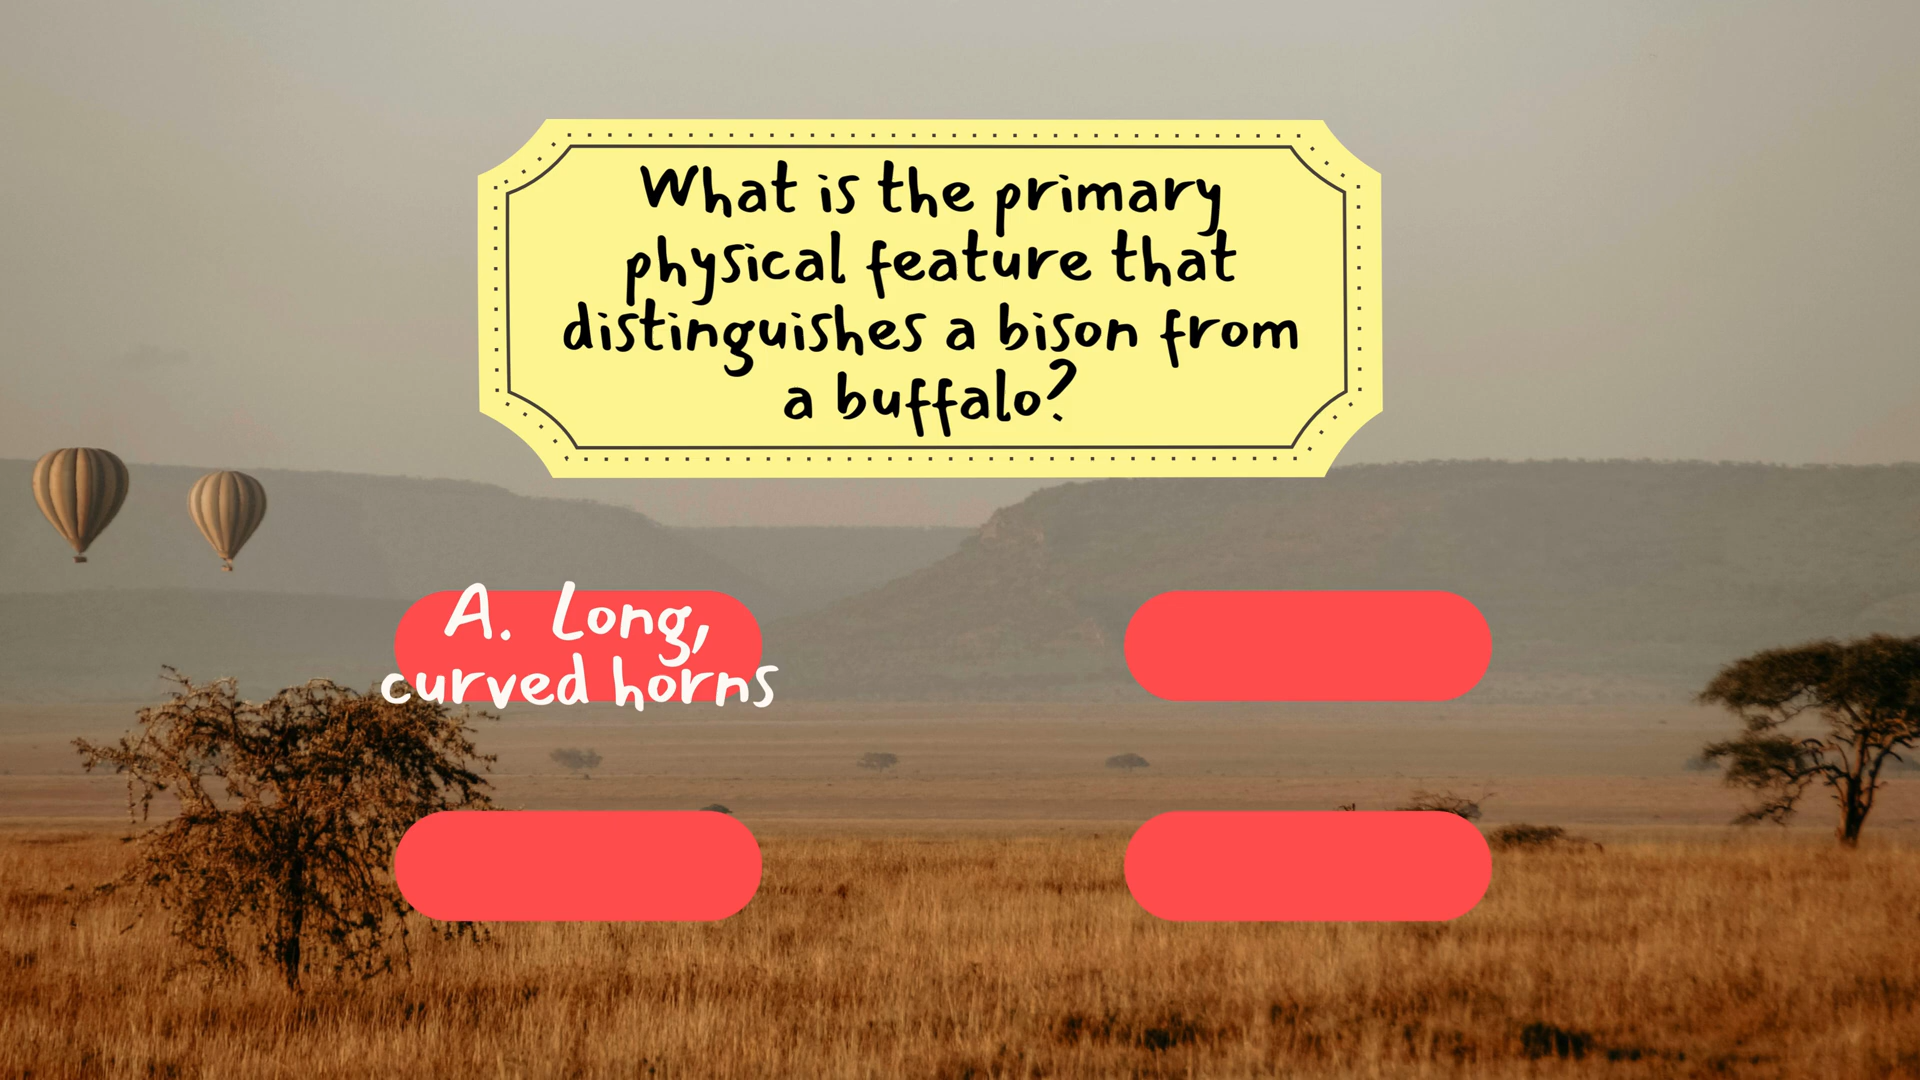 What is the primary
physical feature that
distinguishes a bison from
a buffalo?
A. Long,
curved horns